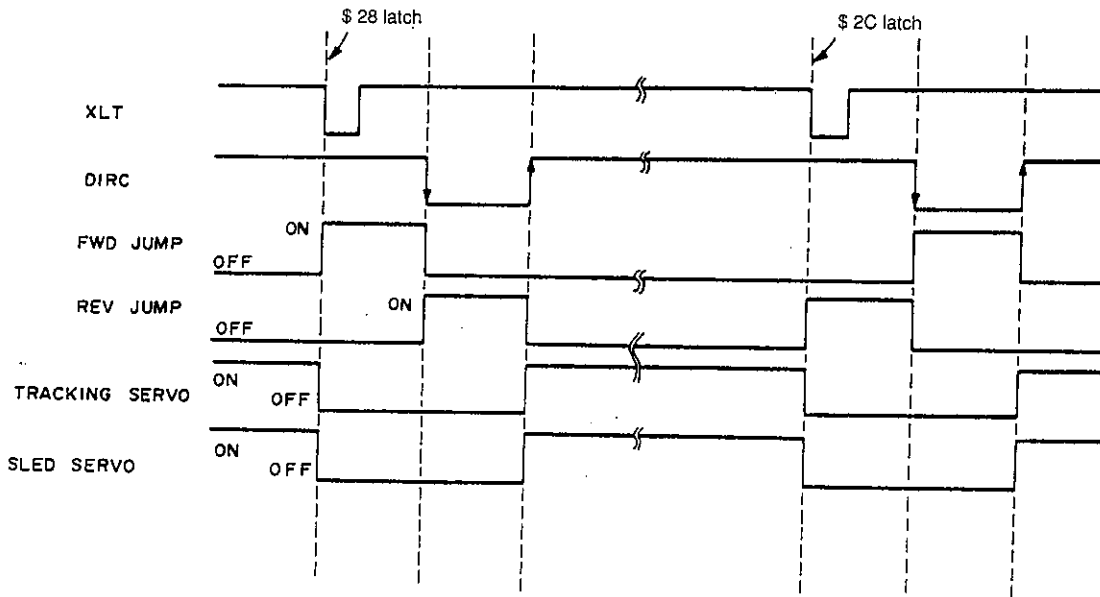 $ 28 latch
$ 2C latch
XLT
DIRC
ON
FWD JUMP
OFF
REV JUMP
ON
OFF
ON
TRACKING SERVO
OFF
ON
SLED SERVO
OFF